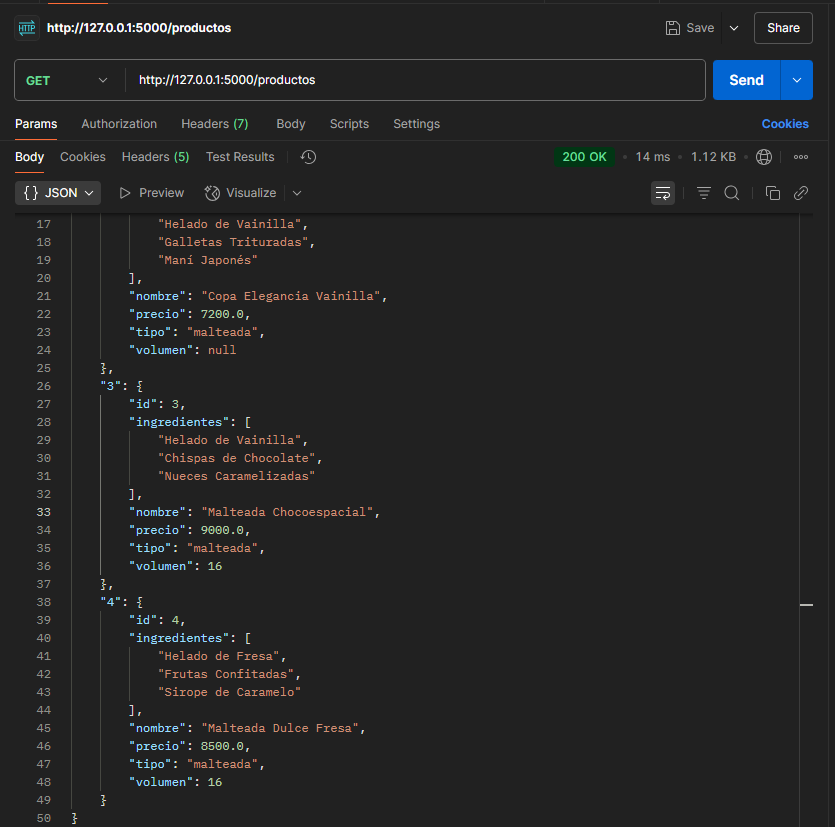 HTTP http://127.0.0.1:5000/productos Save Share
GET http://127.0.0.1:5000/productos Send
Params Authorization Headers (7) Body Scripts Settings Cookies
Body Cookies Headers (5) Test Results 200 OK • 14 ms • 1.12 KB •
{} JSON Preview Visualize
17 "Helado de Vainilla",
18 "Galletas Trituradas",
19 "Maní Japonés"
20 ],
21 "nombre": "Copa Elegancia Vainilla",
22 "precio": 7200.0,
23 "tipo": "malteada",
24 "volumen": null
25 },
26 "3": {
27 "id": 3,
28 "ingredientes": [
29 "Helado de Vainilla",
30 "Chispas de Chocolate",
31 "Nueces Caramelizadas"
32 ],
33 "nombre": "Malteada Chocoespacial",
34 "precio": 9000.0,
35 "tipo": "malteada",
36 "volumen": 16
37 },
38 "4": {
39 "id": 4,
40 "ingredientes": [
41 "Helado de Fresa",
42 "Frutas Confitadas",
43 "Sirope de Caramelo"
44 ],
45 "nombre": "Malteada Dulce Fresa",
46 "precio": 8500.0,
47 "tipo": "malteada",
48 "volumen": 16
49 }
50 }